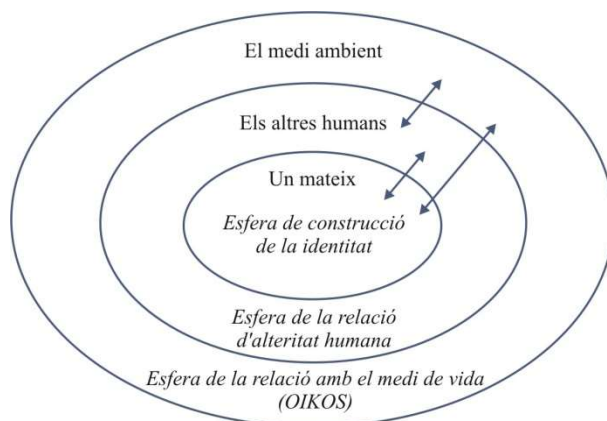 El medi ambient
Els altres humans
Un mateix
Esfera de construcció
de la identitat
Esfera de la relació
d'alteritat humana
Esfera de la relació amb el medi de vida
(OIKOS)